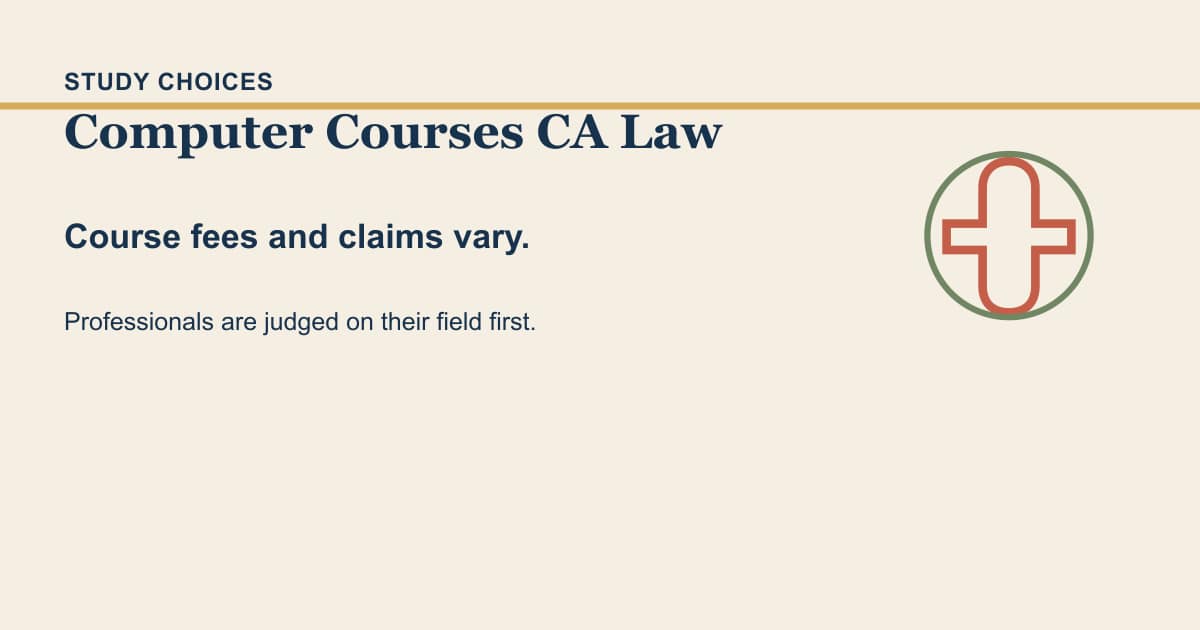 STUDY CHOICES
Computer Courses CA Law
Course fees and claims vary.
Professionals are judged on their field first.